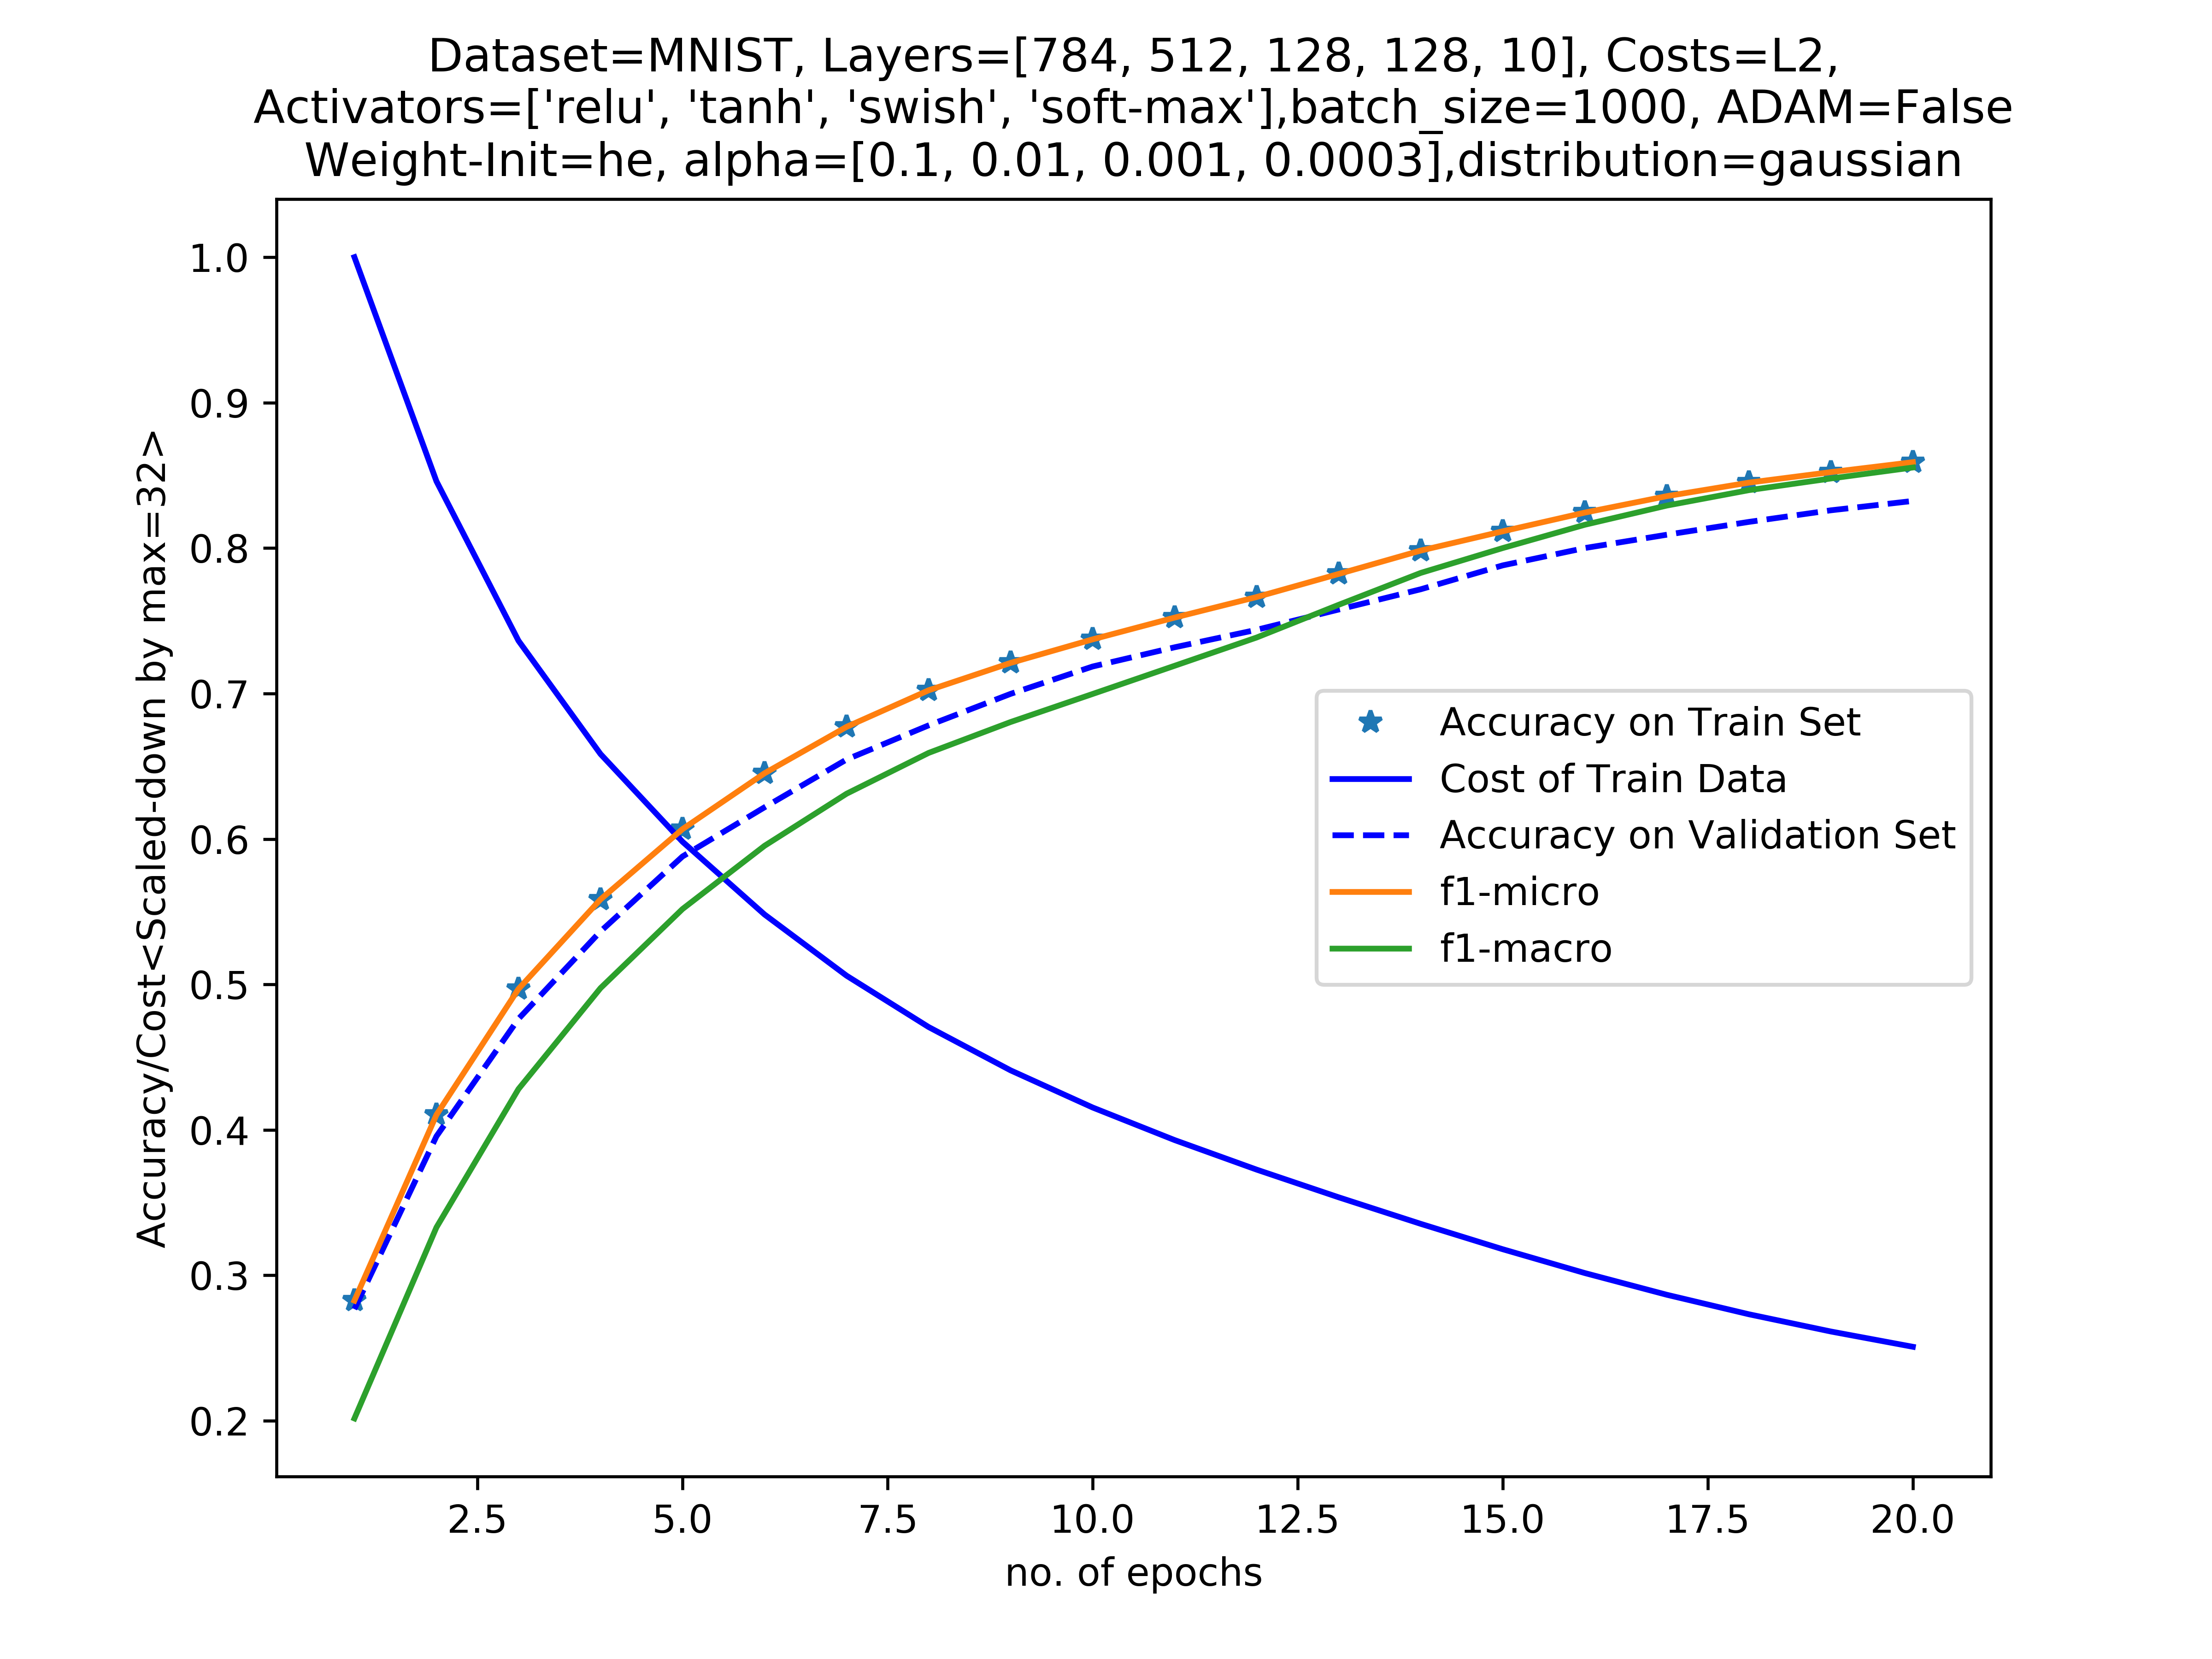 Dataset=MNIST, Layers=[784, 512, 128, 128, 10], Costs=L2,
Activators=['relu', 'tanh', 'swish', 'soft-max'],batch_size=1000, ADAM=False
Weight-Init=he, alpha=[0.1, 0.01, 0.001, 0.0003],distribution=gaussian
Accuracy/Cost<Scaled-down by max=32>
1.0
0.9
0.8
0.7
0.6
0.5
0.4
0.3
0.2
Accuracy on Train Set
Cost of Train Data
Accuracy on Validation Set
f1-micro
f1-macro
2.5 5.0 7.5 10.0 12.5 15.0 17.5 20.0
no. of epochs